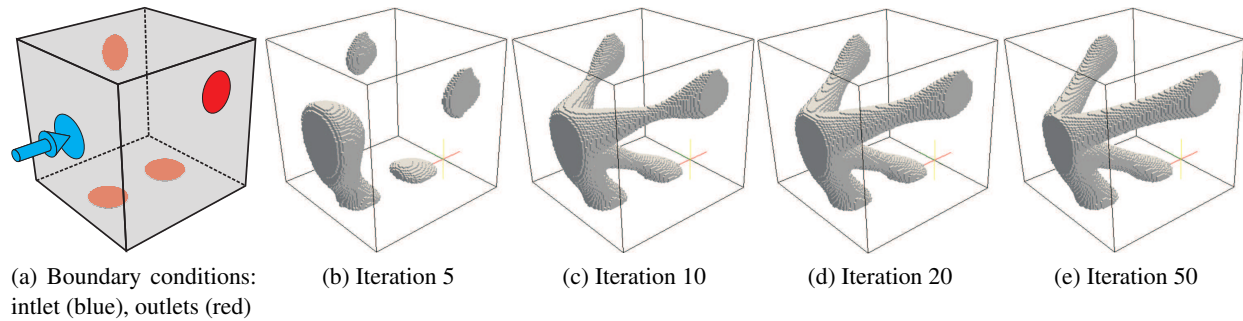 (a) Boundary conditions:
intlet (blue), outlets (red)
(b) Iteration 5
(c) Iteration 10
(d) Iteration 20
(e) Iteration 50